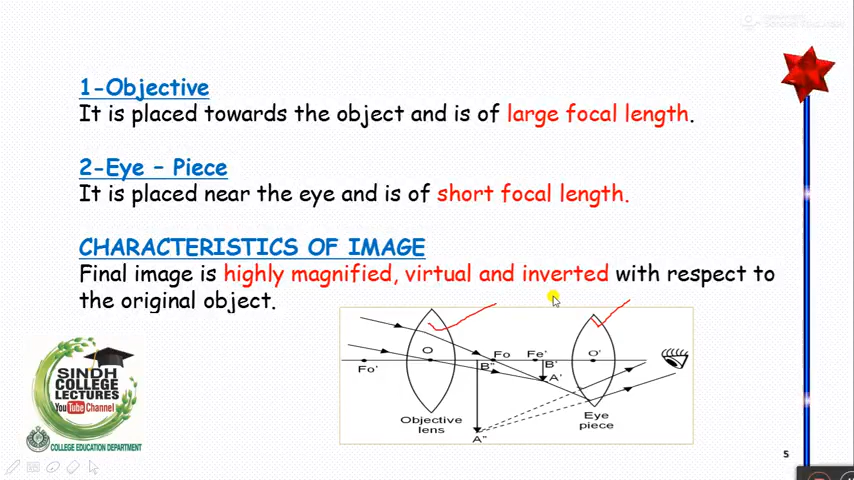 1-Objective
It is placed towards the object and is of large focal length.
2-Eye – Piece
It is placed near the eye and is of short focal length.
CHARACTERISTICS OF IMAGE
Final image is highly magnified, virtual and inverted with respect to
the original object.
O
Fo
Fe'
O'
Fo'
B"
B'
A'
A"
Objective
lens
Eye
piece
SINDH
COLLEGE
LECTURES
YouTube Channel
COLLEGE EDUCATION DEPARTMENT
5